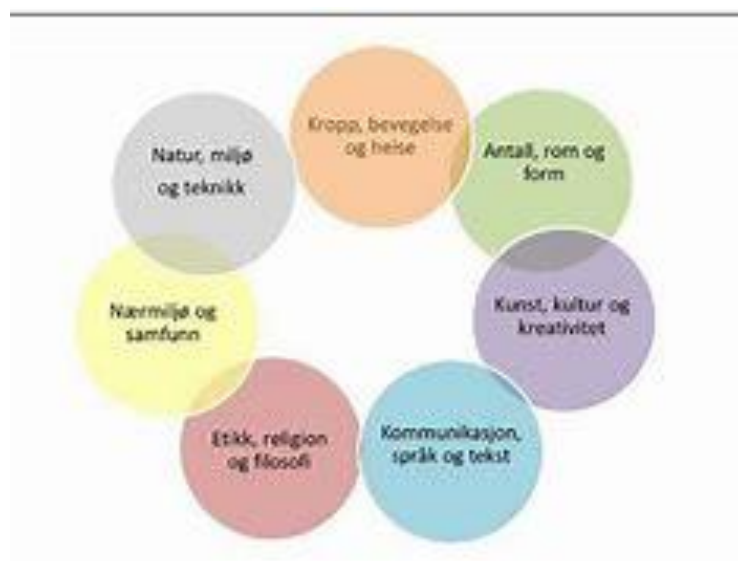 Kropp, bevegelse
og helse
Antall, rom og
form
Kunst, kultur og
kreativitet
Kommunikasjon,
språk og tekst
Etikk, religion
og filosofi
Nærmiljø og
samfunn
Natur, miljø
og teknikk